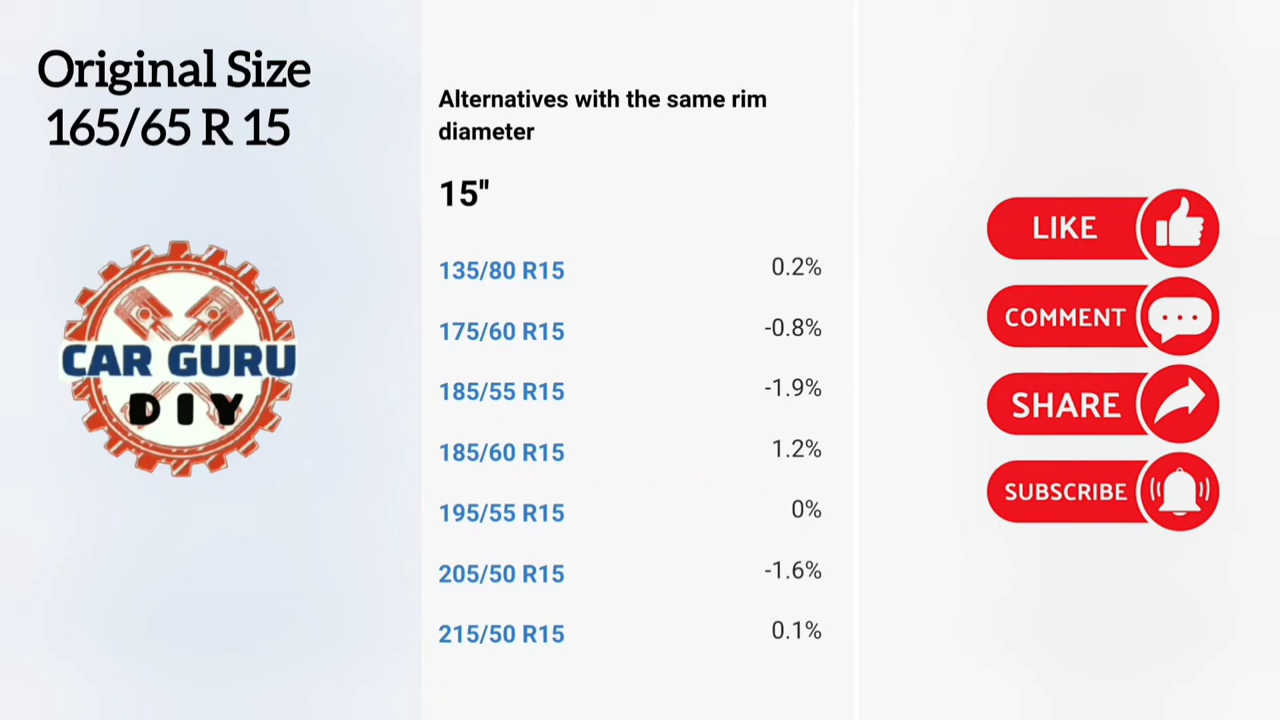 Original Size
165/65 R 15
CAR GURU
DIY
Alternatives with the same rim
diameter
15"
135/80 R15 0.2%
175/60 R15 -0.8%
185/55 R15 -1.9%
185/60 R15 1.2%
195/55 R15 0%
205/50 R15 -1.6%
215/50 R15 0.1%
LIKE
COMMENT
SHARE
SUBSCRIBE